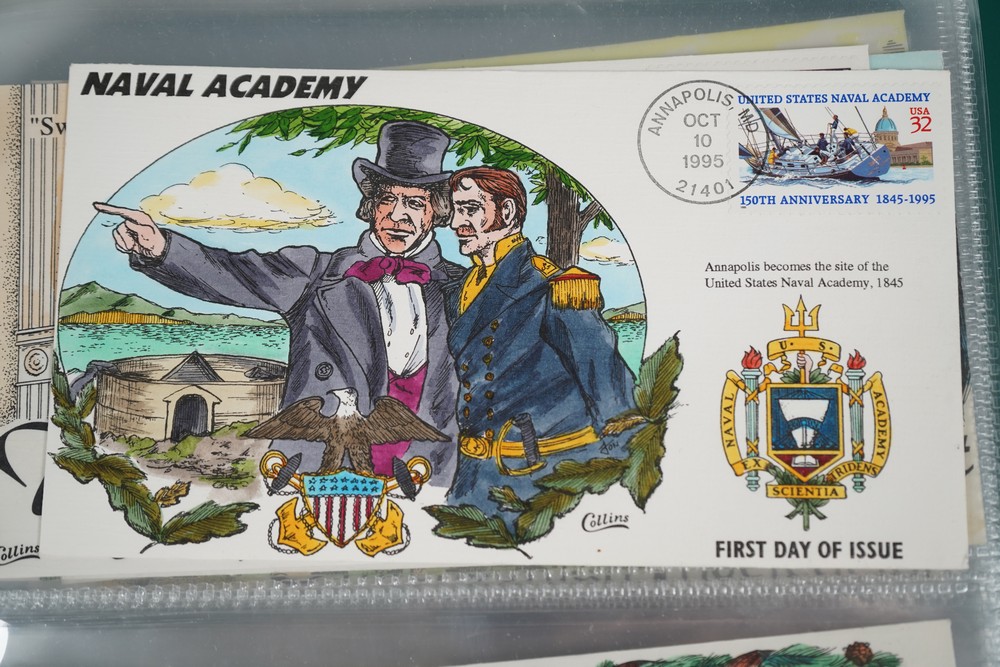 NAVAL ACADEMY
"Sw
ANNAPOLIS, MD
OCT
10
1995
21401
UNITED STATES NAVAL ACADEMY
USA
32
150TH ANNIVERSARY 1845-1995
Annapolis becomes the site of the
United States Naval Academy, 1845
U·S·
NAVAL
ACADEMY
EX
TRIDENS
SCIENTIA
Collins
ollins
FIRST DAY OF ISSUE